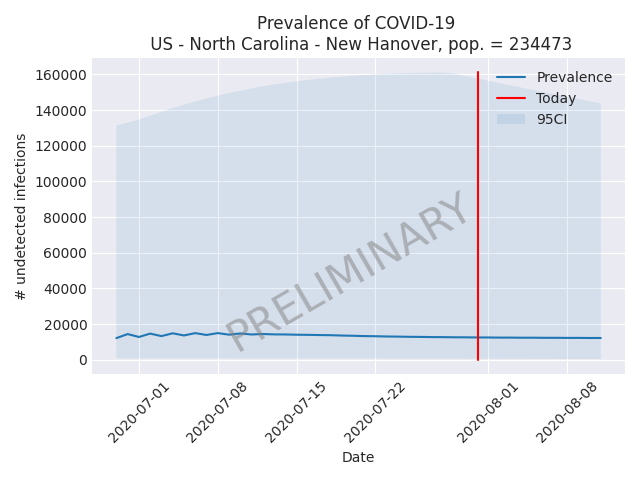 Prevalence of COVID-19
US - North Carolina - New Hanover, pop. = 234473
160000
140000
120000
100000
80000
60000
40000
20000
0
# undetected infections
Prevalence
Today
95CI
PRELIMINARY
2020-07-01
2020-07-08
2020-07-15
2020-07-22
2020-08-01
2020-08-08
Date